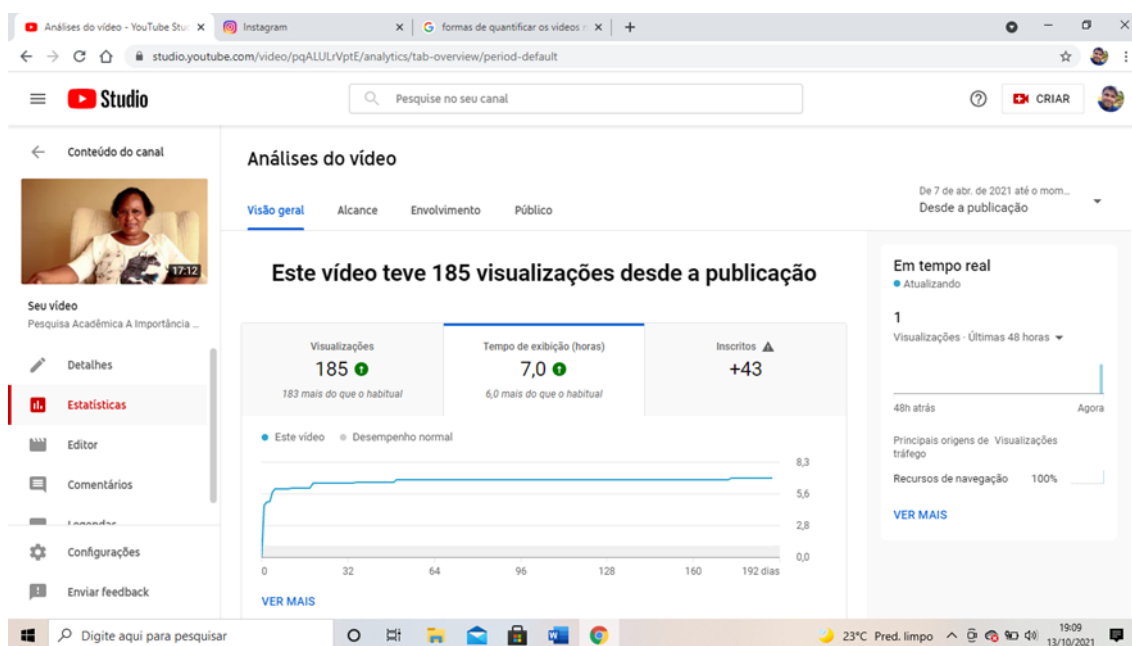 Análises do vídeo - YouTube Stu
Instagram
formas de quantificar os videos
studio.youtube.com/video/pqALULrVptE/analytics/tab-overview/period-default
Studio
Pesquise no seu canal
CRIAR
Conteúdo do canal
17:12
Seu vídeo
Pesquisa Acadêmica A Importância ...
Detalhes
Estatísticas
Editor
Comentários
Legendas
Configurações
Enviar feedback
Análises do vídeo
Visão geral Alcance Envolvimento Público
De 7 de abr. de 2021 até o mom...
Desde a publicação
Este vídeo teve 185 visualizações desde a publicação
Visualizações
185
183 mais do que o habitual
Tempo de exibição (horas)
7,0
6,0 mais do que o habitual
Inscritos
+43
Este vídeo Desempenho normal
8,3
5,6
2,8
0,0
0 32 64 96 128 160 192 dias
VER MAIS
Em tempo real
Atualizando
1
Visualizações · Últimas 48 horas
48h atrás Agora
Principais origens de Visualizações
tráfego
Recursos de navegação 100%
VER MAIS
Digite aqui para pesquisar
23°C Pred. limpo
19:09
13/10/2021